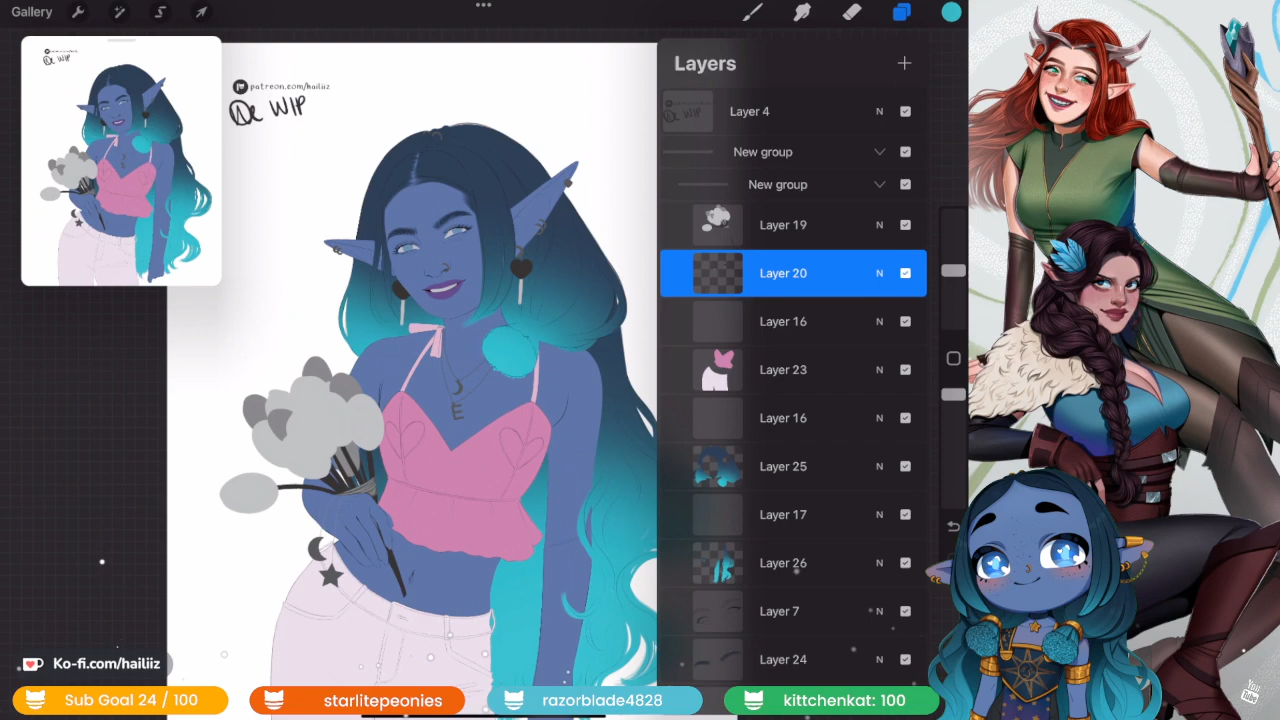 Gallery
patreon.com/hailiiz
WIP
E
Layers
Layer 4
N
New group
New group
Layer 19
N
Layer 20
N
Layer 16
N
Layer 23
N
Layer 16
N
Layer 25
N
Layer 17
N
Layer 26
N
Layer 7
N
Layer 24
N
Ko-fi.com/hailiiz
Sub Goal 24 / 100
starlitepeonies
razorblade4828
kittchenkat: 100
You
Tube